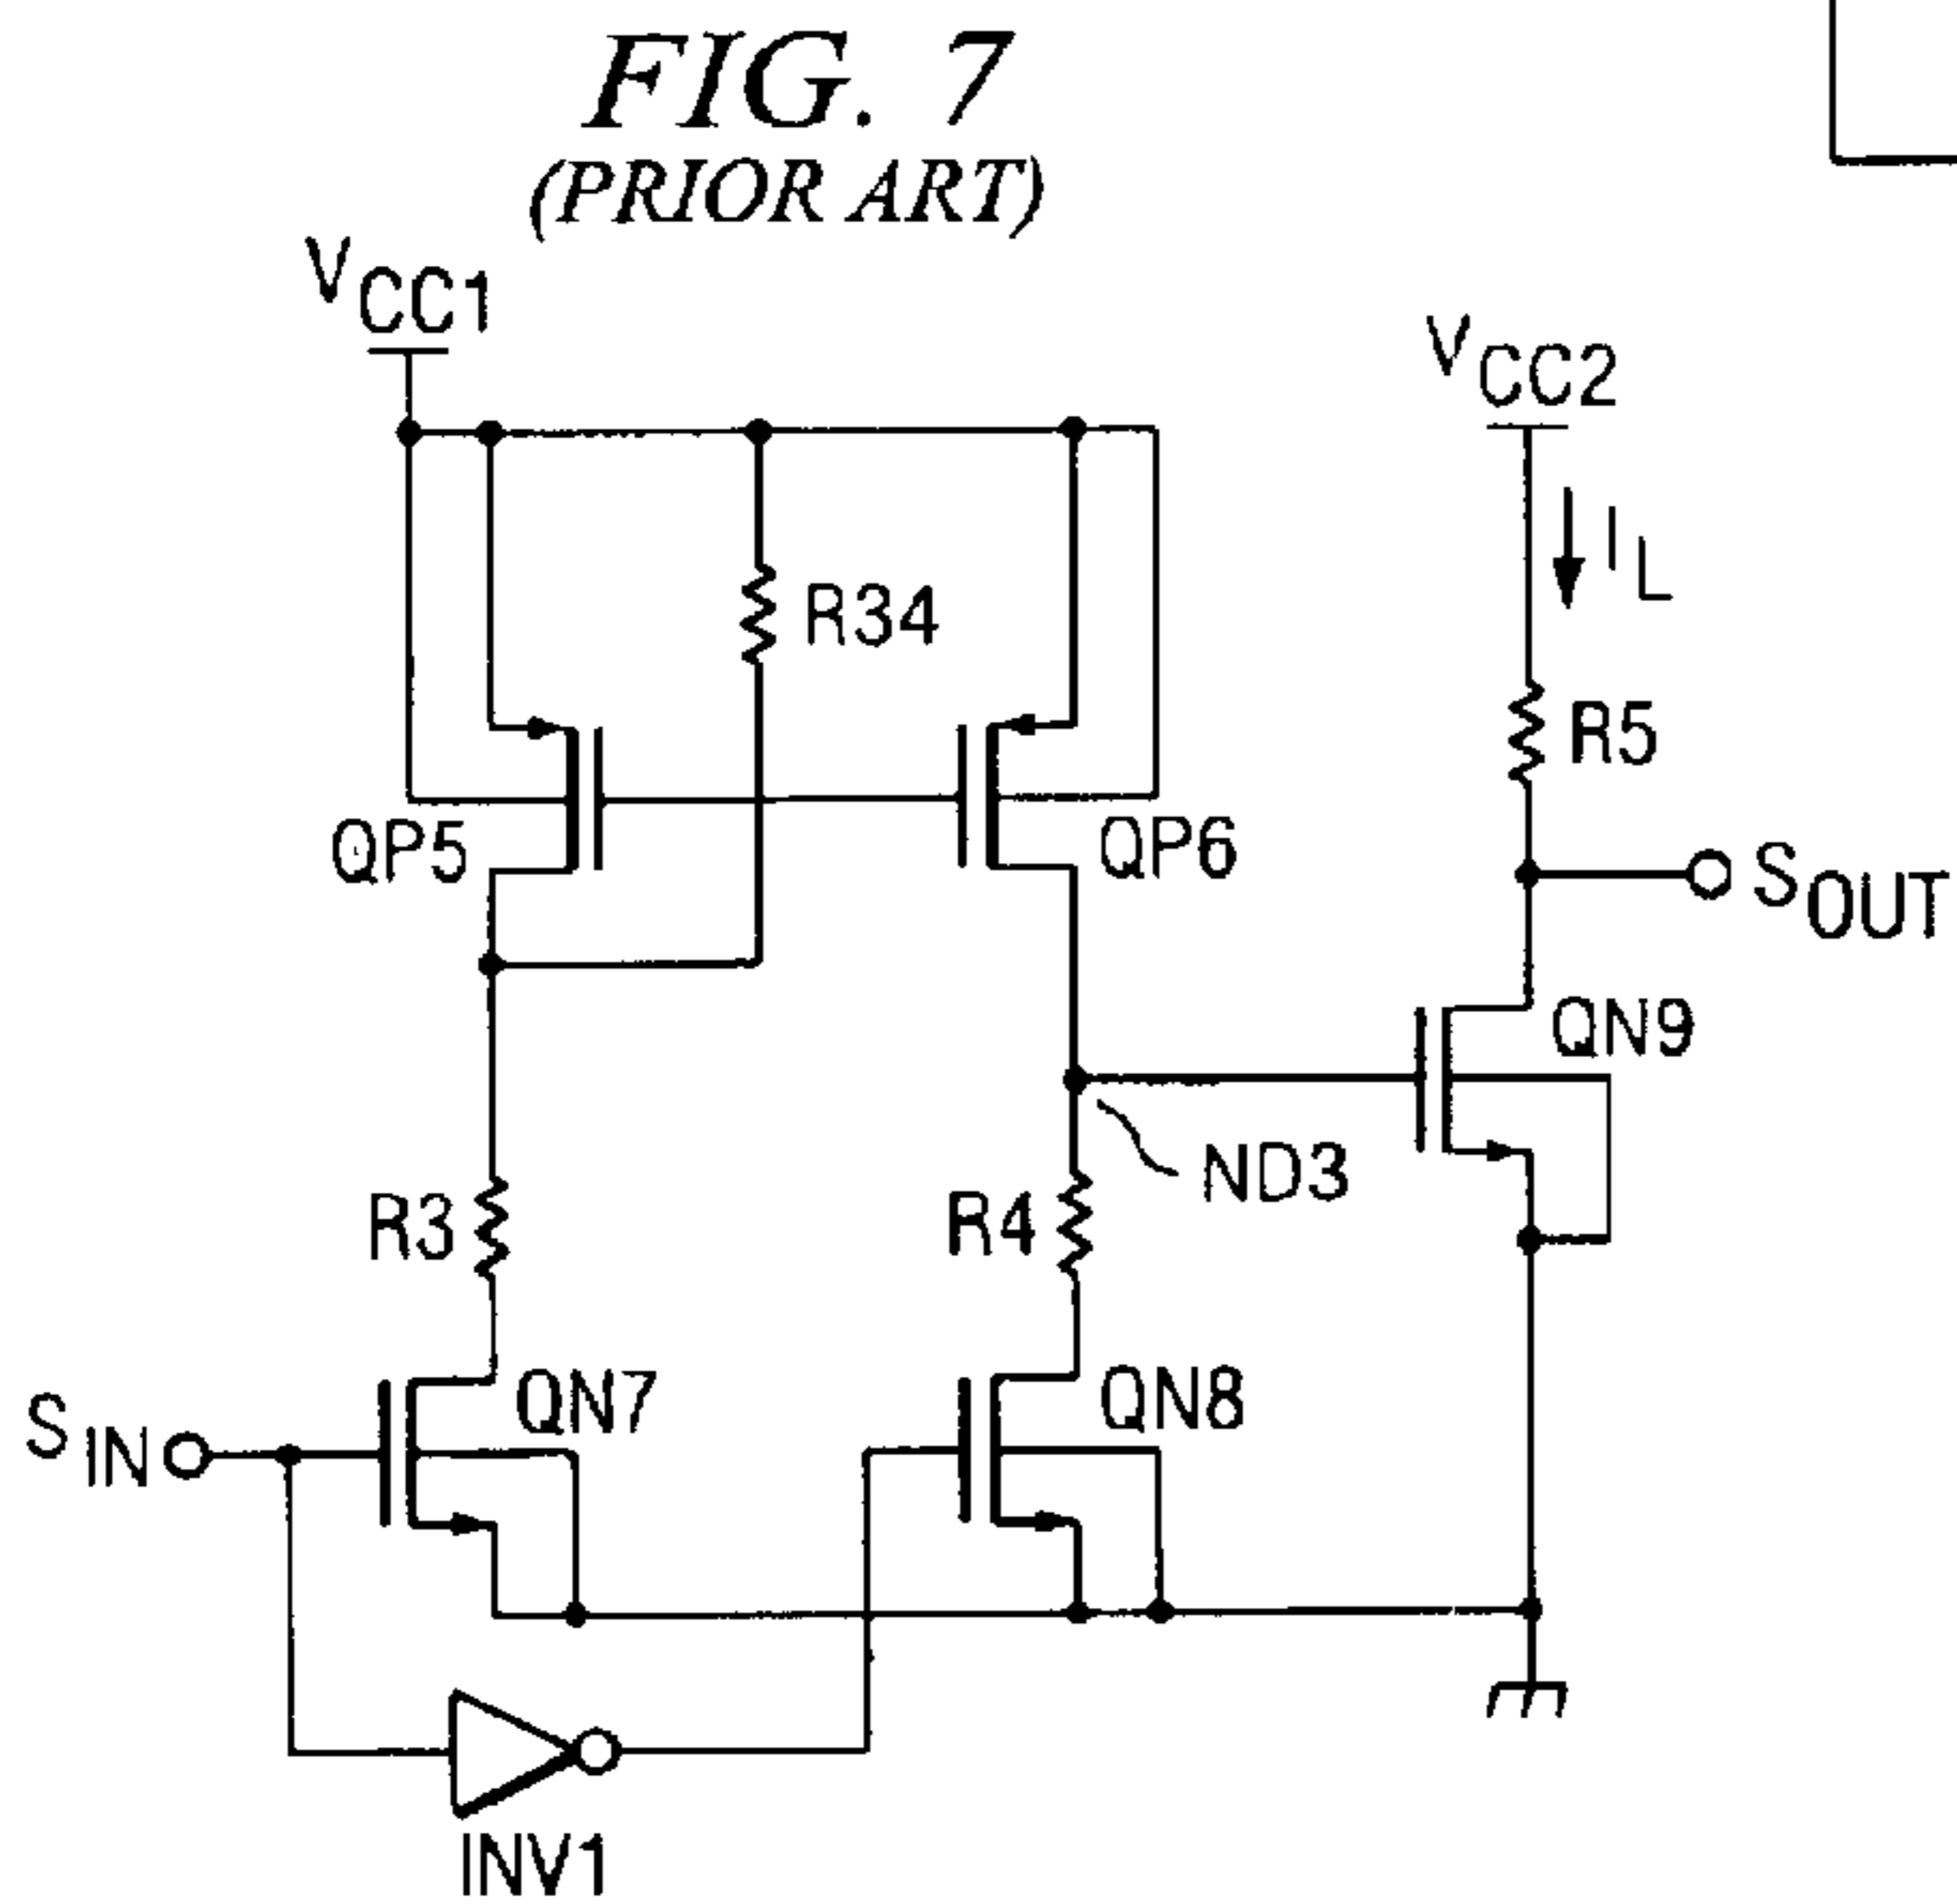 FIG. 7
(PRIOR ART)
VCC1
VCC2
IL
R34
R5
QP5
QP6
SOUT
QN9
ND3
R3
R4
QN7
QN8
SIN
INV1